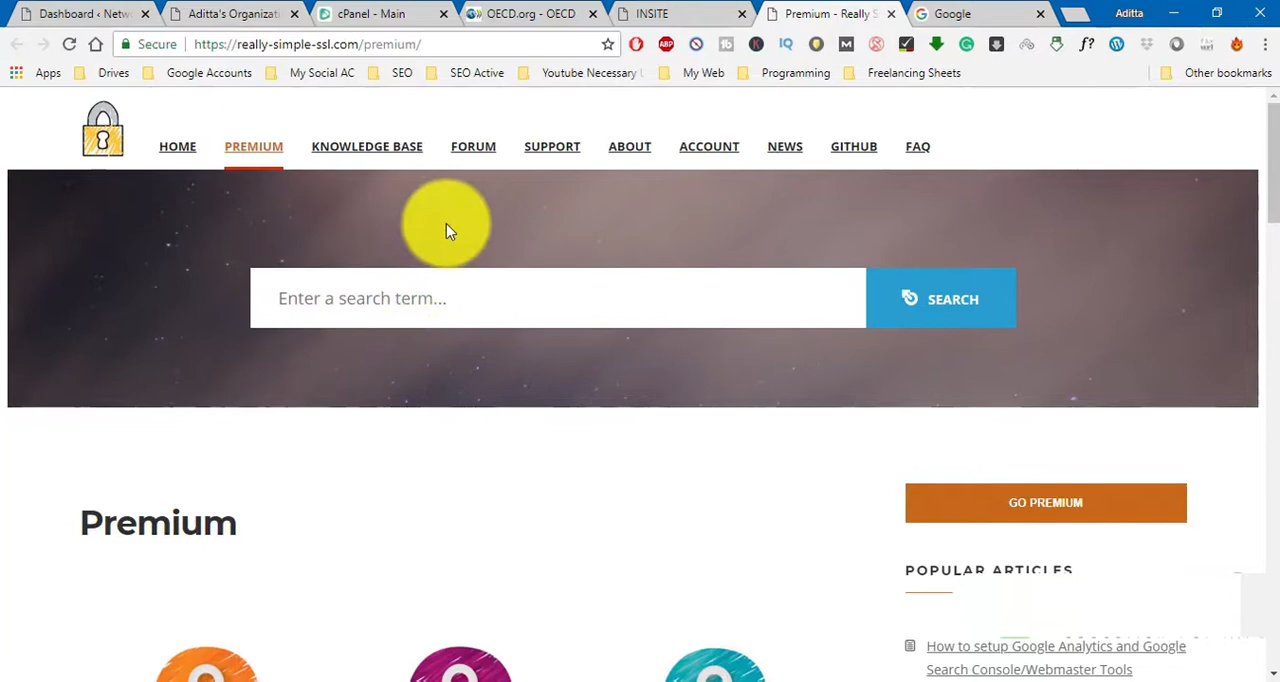 Dashboard ‹ Netw
Aditta's Organizat
cPanel - Main
OECD.org - OECD
INSITE
Premium - Really S
Google
Aditta
Secure
https://really-simple-ssl.com/premium/
Apps
Drives
Google Accounts
My Social AC
SEO
SEO Active
Youtube Necessary
My Web
Programming
Freelancing Sheets
Other bookmarks
HOME
PREMIUM
KNOWLEDGE BASE
FORUM
SUPPORT
ABOUT
ACCOUNT
NEWS
GITHUB
FAQ
Enter a search term...
SEARCH
Premium
GO PREMIUM
POPULAR ARTICLES
How to setup Google Analytics and Google
Search Console/Webmaster Tools